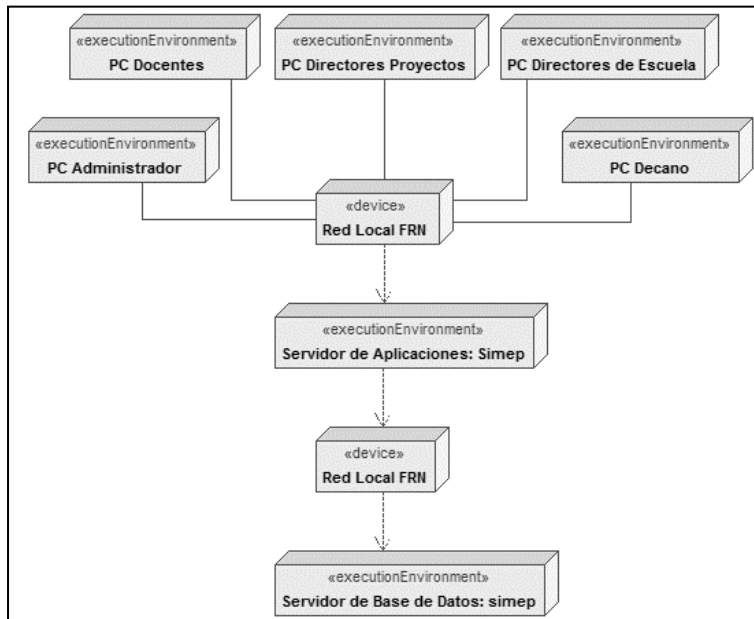 «executionEnvironment»
PC Docentes
«executionEnvironment»
PC Directores Proyectos
«executionEnvironment»
PC Directores de Escuela
«executionEnvironment»
PC Administrador
«executionEnvironment»
PC Decano
«device»
Red Local FRN
«executionEnvironment»
Servidor de Aplicaciones: Simep
«device»
Red Local FRN
«executionEnvironment»
Servidor de Base de Datos: simep